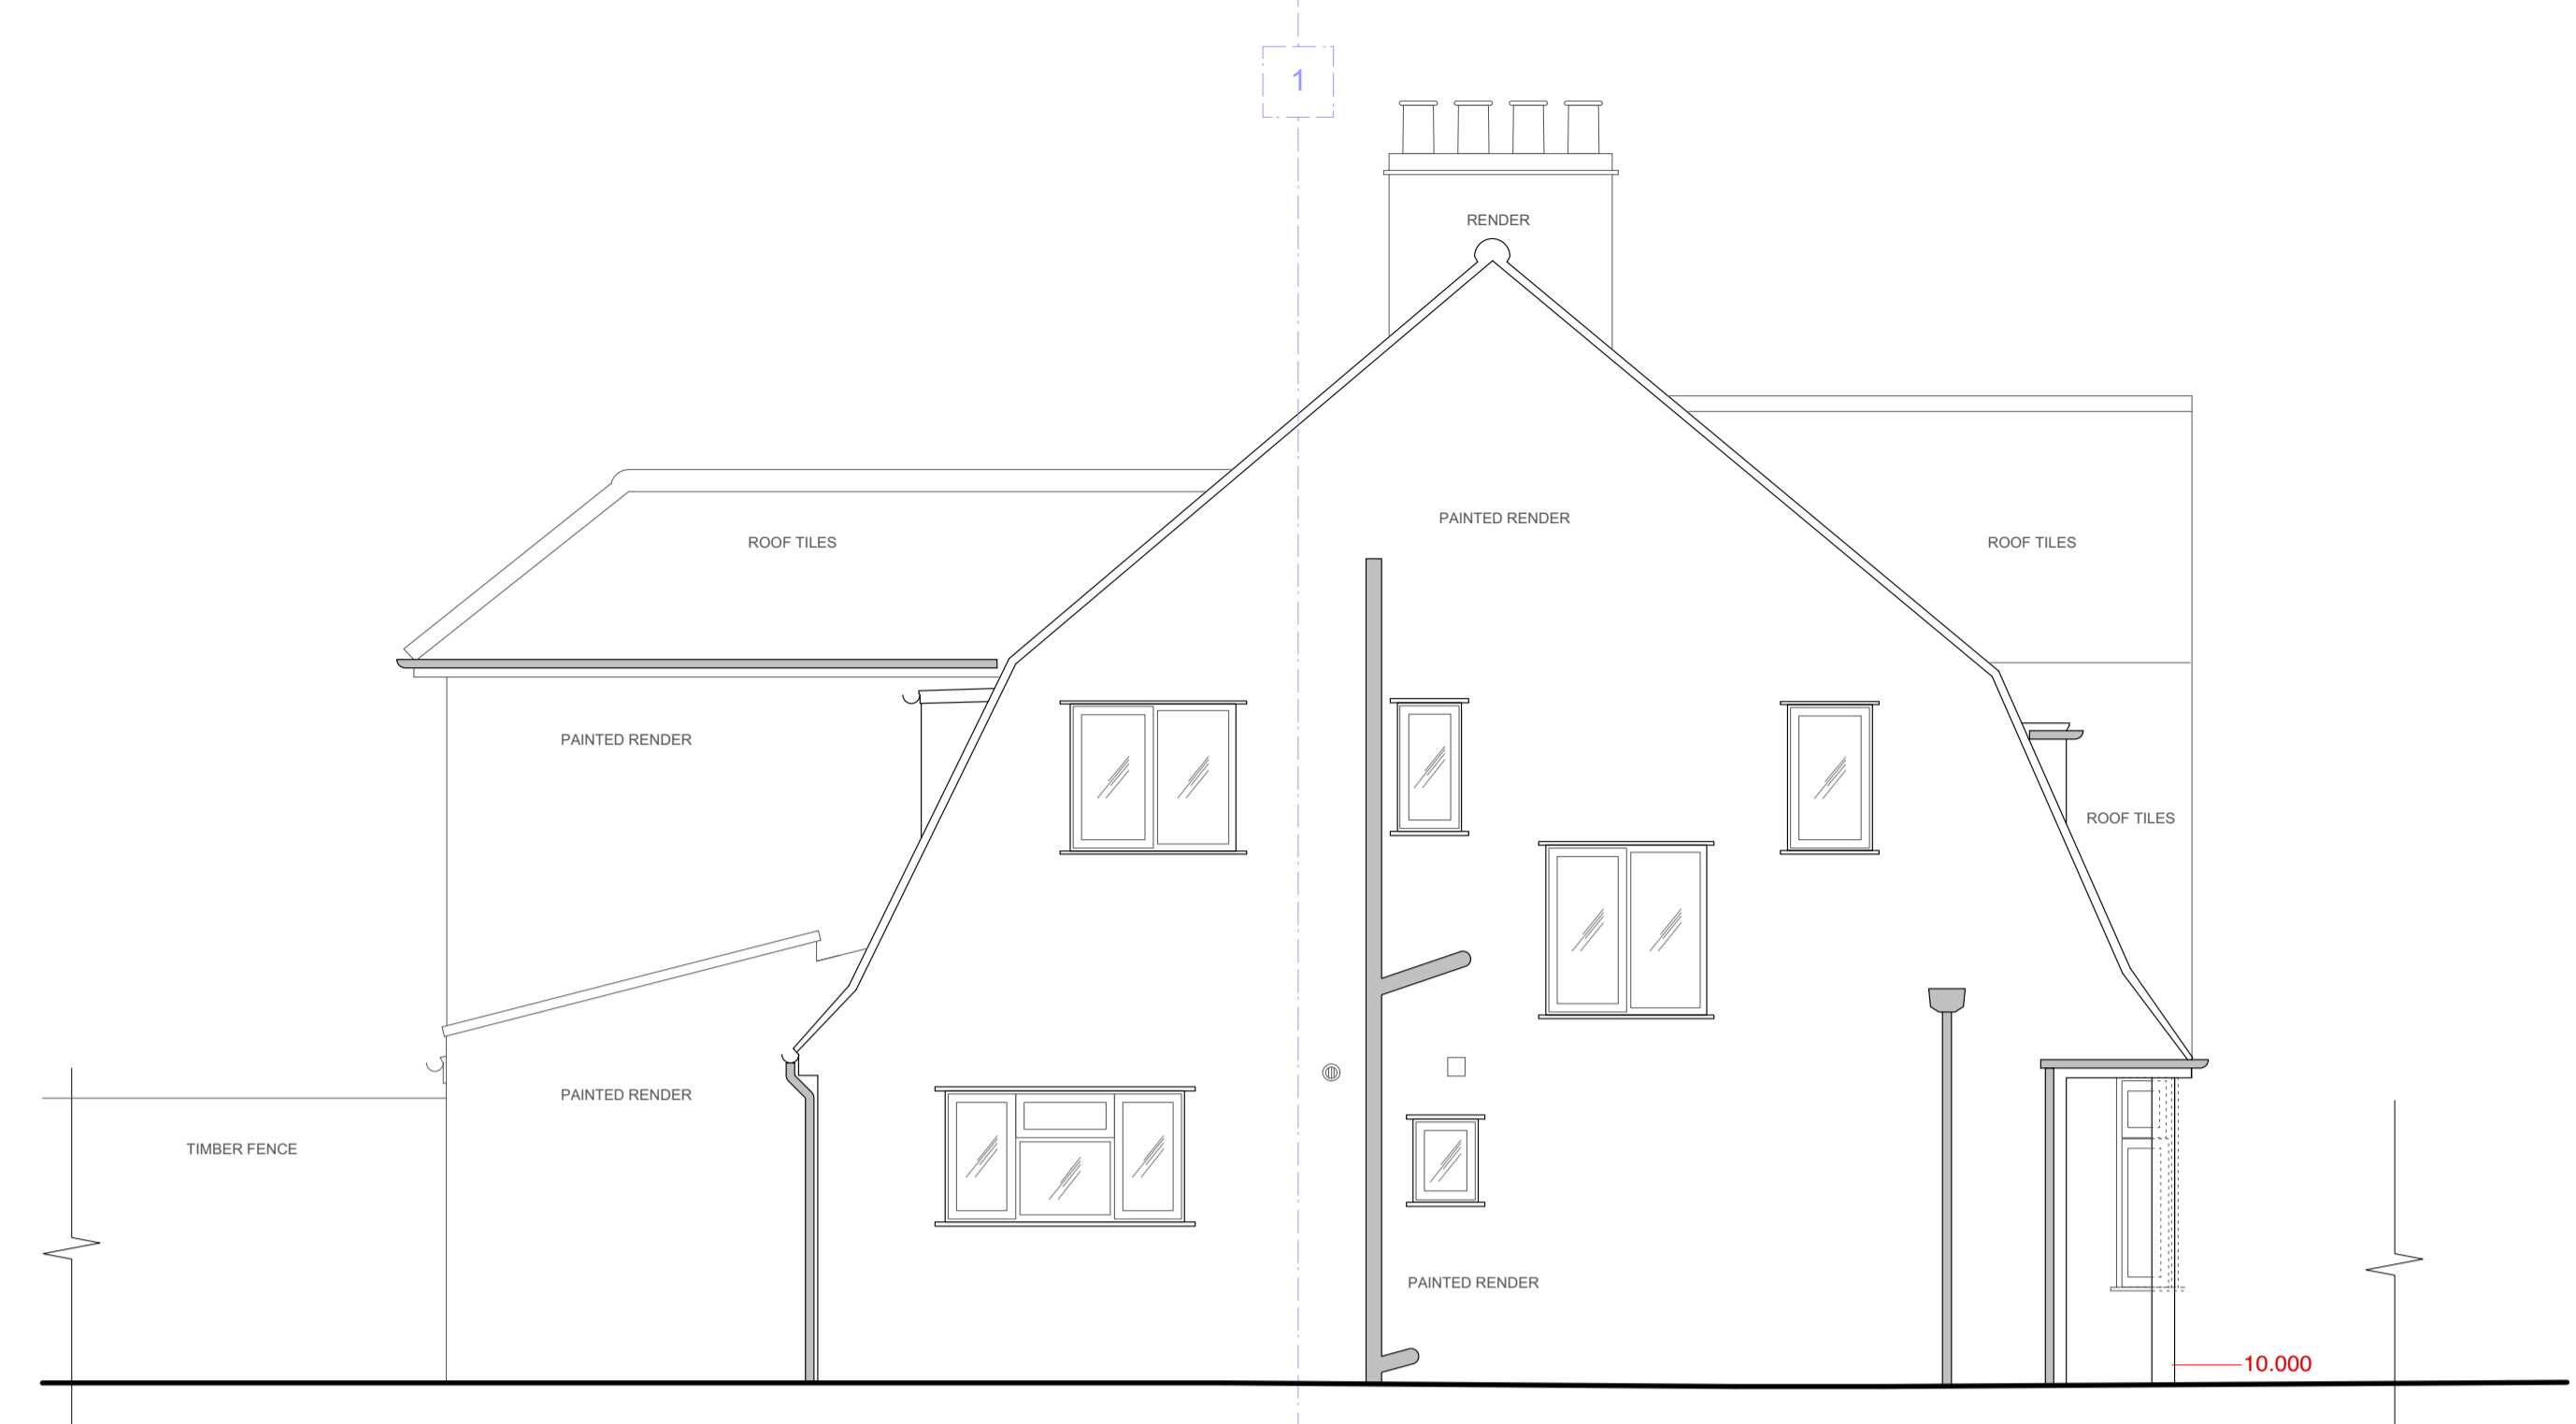 1
RENDER
PAINTED RENDER
ROOF TILES
ROOF TILES
PAINTED RENDER
ROOF TILES
PAINTED RENDER
TIMBER FENCE
PAINTED RENDER
10.000